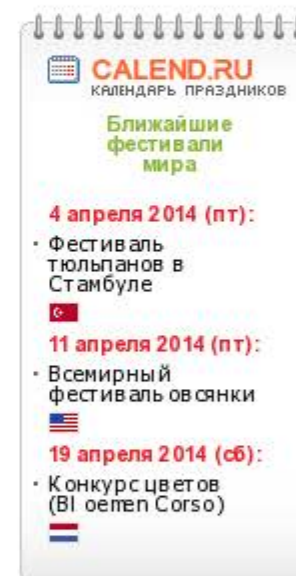 CALEND.RU
КАЛЕНДАРЬ ПРАЗДНИКОВ
Ближайшие
фестивали
мира
4 апреля 2014 (пт):
· Фестиваль
тюльпанов в
Стамбуле
11 апреля 2014 (пт):
· Всемирный
фестиваль овсянки
19 апреля 2014 (сб):
· Конкурс цветов
(Bloemen Corso)